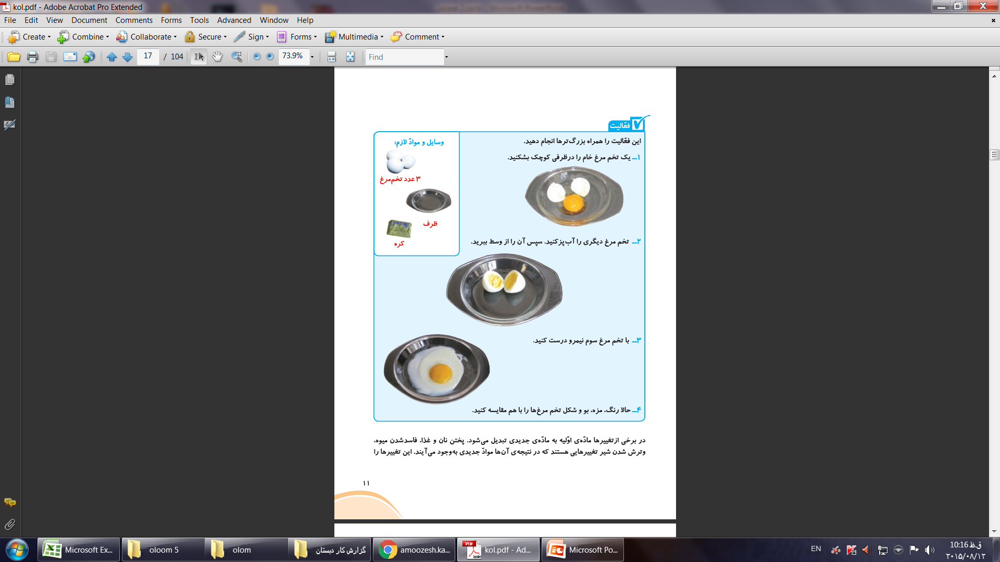 kol.pdf - Adobe Acrobat Pro Extended
File Edit View Document Comments Forms Tools Advanced Window Help
Create Combine Collaborate Secure Sign Forms Multimedia Comment
17 / 104 73.9% Find
فعّالیت
این فعّالیت را همراه بزرگ‌ترها انجام دهید.
۱ــ یک تخم مرغ خام را درظرفی کوچک بشکنید.
وسایل و موادّ لازم:
۳ عدد تخم‌مرغ
ظرف
کره
۲ــ تخم مرغ دیگری را آب‌پزکنید. سپس آن را از وسط ببرید.
۳ــ با تخم مرغ سوم نیمرو درست کنید.
۴ــ حالا رنگ، مزه، بو و شکل تخم مرغ‌ها را با هم مقایسه کنید.
در برخی ازتغییرها مادّه‌ی اوّلیه به مادّه‌ی جدیدی تبدیل می‌شود. پختن نان و غذا، فاسدشدن میوه،
وترش شدن شیر تغییرهایی هستند که در نتیجه‌ی آن‌ها موادّ جدیدی به‌وجود می‌آیند. این تغییرها را
۱۱
Microsoft Ex... oloom 5 olom گزارش کار دبستان amoozesh.ka... kol.pdf - Ad... Microsoft Po... EN 10:16 ق.ظ
۲۰۱۵/۰۸/۱۲